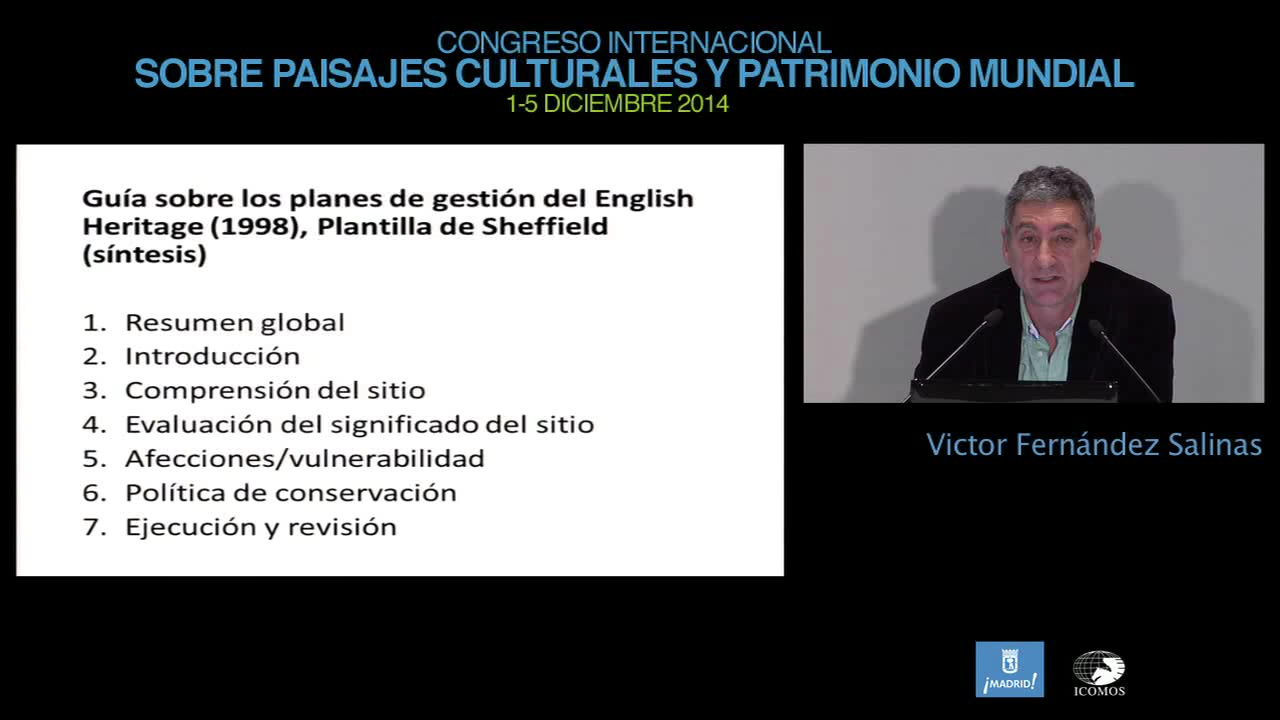 CONGRESO INTERNACIONAL
SOBRE PAISAJES CULTURALES Y PATRIMONIO MUNDIAL
1-5 DICIEMBRE 2014
Guía sobre los planes de gestión del English
Heritage (1998), Plantilla de Sheffield
(síntesis)
1. Resumen global
2. Introducción
3. Comprensión del sitio
4. Evaluación del significado del sitio
5. Afecciones/vulnerabilidad
6. Política de conservación
7. Ejecución y revisión
Victor Fernández Salinas
¡MADRID!
ICOMOS